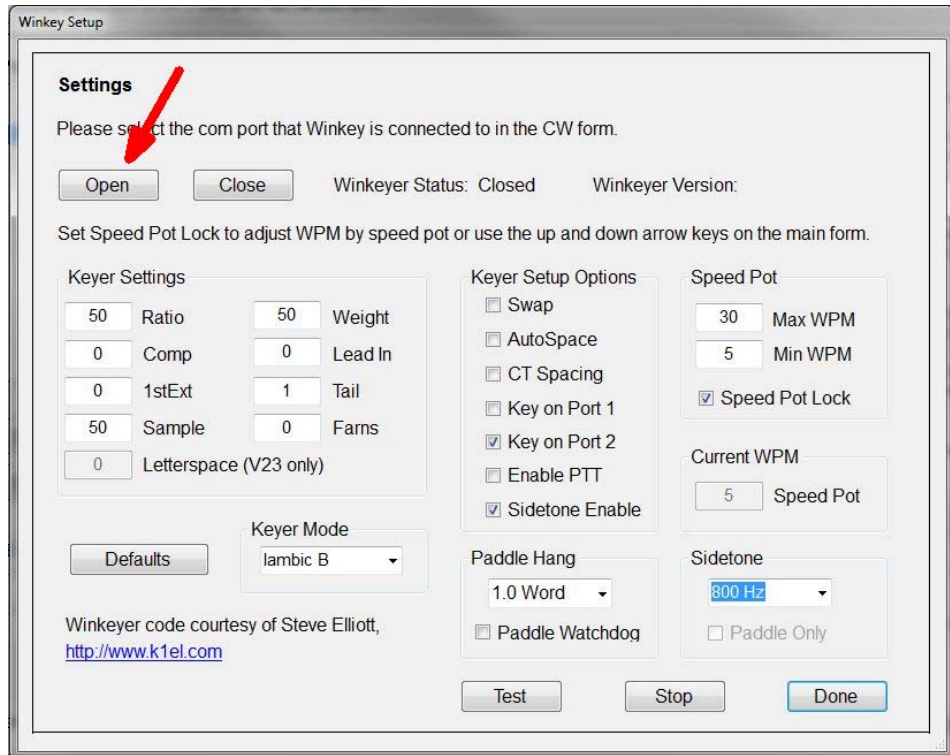 Winkey Setup
Settings
Please select the com port that Winkey is connected to in the CW form.
Open Close Winkeyer Status: Closed Winkeyer Version:
Set Speed Pot Lock to adjust WPM by speed pot or use the up and down arrow keys on the main form.
Keyer Settings
50 Ratio 50 Weight
0 Comp 0 Lead In
0 1stExt 1 Tail
50 Sample 0 Farns
0 Letterspace (V23 only)
Keyer Setup Options
Swap
AutoSpace
CT Spacing
Key on Port 1
Key on Port 2
Enable PTT
Sidetone Enable
Speed Pot
30 Max WPM
5 Min WPM
Speed Pot Lock
Current WPM
5 Speed Pot
Defaults
Keyer Mode
Iambic B
Paddle Hang
1.0 Word
Paddle Watchdog
Sidetone
800 Hz
Paddle Only
Winkeyer code courtesy of Steve Elliott,
http://www.k1el.com
Test Stop Done